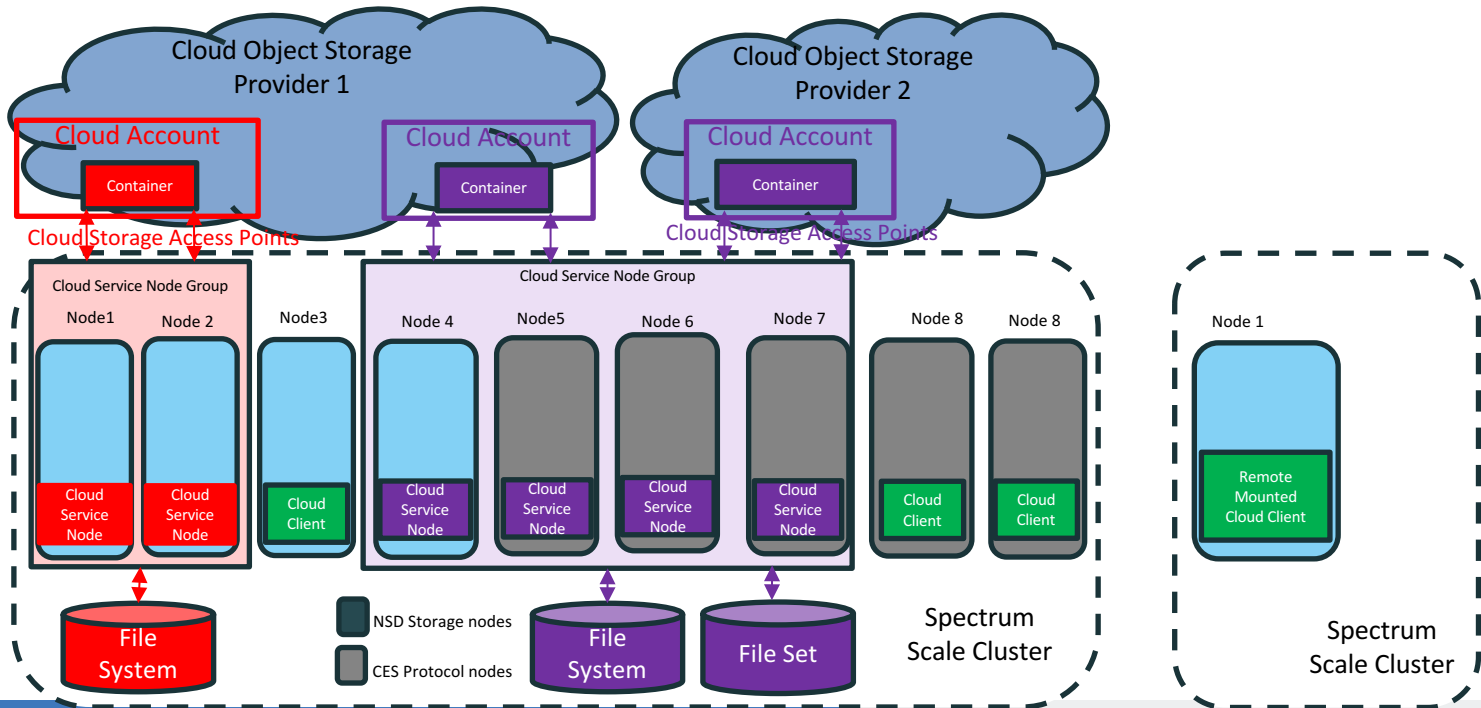 Cloud Object Storage
Provider 1
Cloud Object Storage
Provider 2
Cloud Account
Container
Cloud Account
Container
Cloud Account
Container
Cloud Storage Access Points
Cloud Storage Access Points
Cloud Service Node Group
Cloud Service Node Group
Node1
Node 2
Node3
Node 4
Node5
Node 6
Node 7
Node 8
Node 8
Node 1
Cloud
Service
Node
Cloud
Service
Node
Cloud
Client
Cloud
Service
Node
Cloud
Service
Node
Cloud
Service
Node
Cloud
Service
Node
Cloud
Client
Cloud
Client
Remote
Mounted
Cloud Client
File
System
NSD Storage nodes
CES Protocol nodes
File
System
File Set
Spectrum
Scale Cluster
Spectrum
Scale Cluster